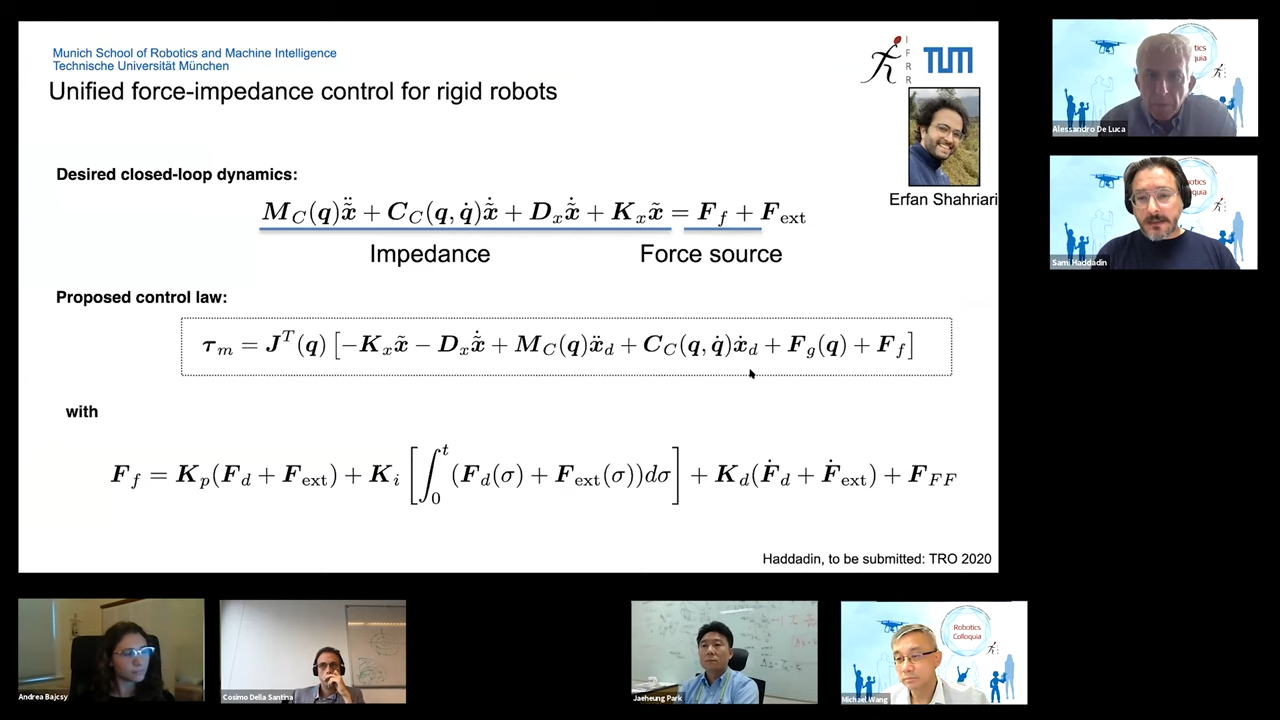 Munich School of Robotics and Machine Intelligence
Technische Universität München
Unified force-impedance control for rigid robots
I F R R
TUM
Erfan Shahriari
Desired closed-loop dynamics:
M_C(q)\ddot{\tilde{x}} + C_C(q, \dot{q})\dot{\tilde{x}} + D_x\dot{\tilde{x}} + K_x\tilde{x} = F_f + F_ext
Impedance
Force source
Proposed control law:
τ_m = J^T(q) [−K_x\tilde{x} − D_x\dot{\tilde{x}} + M_C(q)\ddot{x}_d + C_C(q, \dot{q})\dot{x}_d + F_g(q) + F_f]
with
F_f = K_p(F_d + F_ext) + K_i [∫_0^t (F_d(σ) + F_ext(σ))dσ] + K_d(\dot{F}_d + \dot{F}_ext) + F_FF
Haddadin, to be submitted: TRO 2020
Alessandro De Luca
Sami Haddadin
Andrea Bajcsy
Cosimo Della Santina
Jaeheung Park
Robotics
Colloquia
Michael Wang